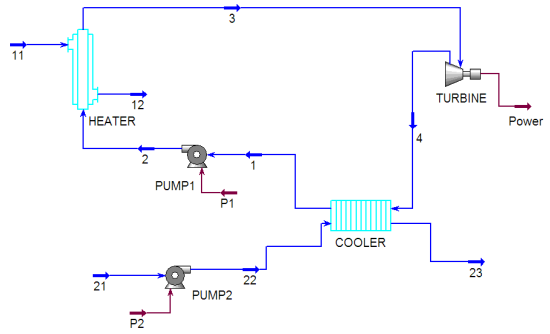 3
11
12
HEATER
TURBINE
Power
4
2
1
PUMP1
P1
COOLER
21
22
PUMP2
23
P2